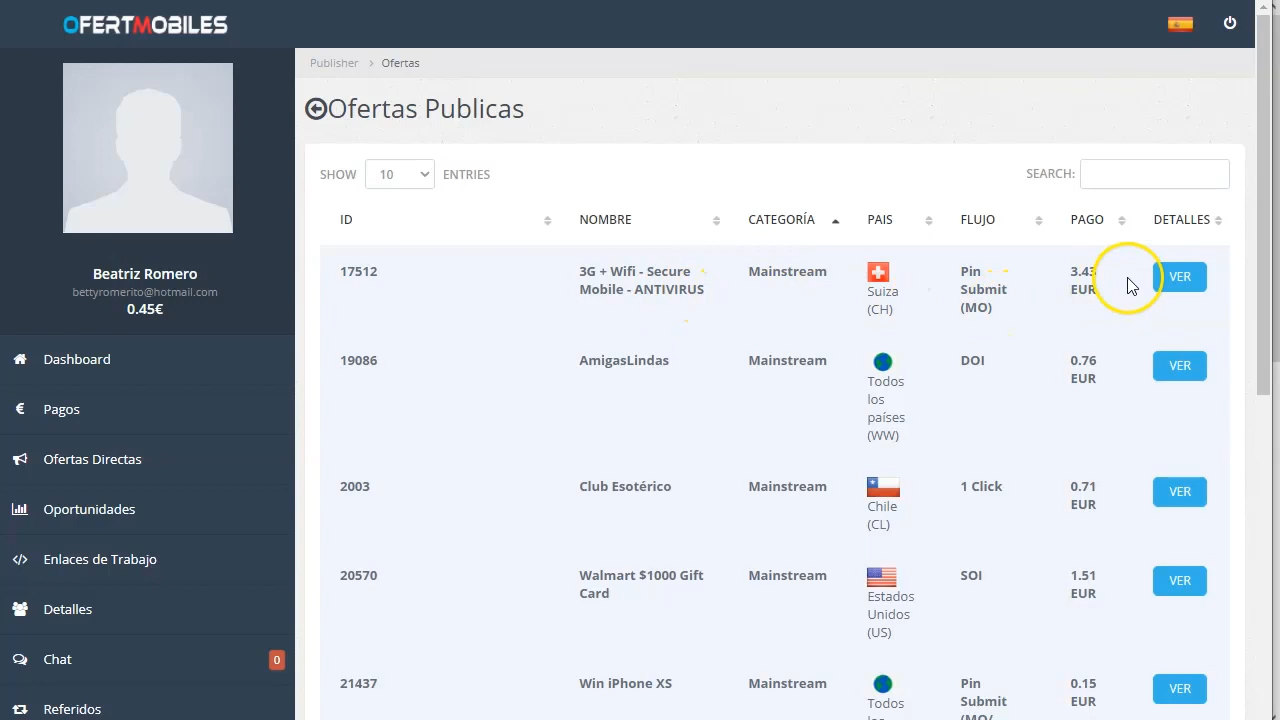 OFERTMOBILES
Publisher > Ofertas
Beatriz Romero
bettyromerito@hotmail.com
0.45€
Dashboard
€ Pagos
Ofertas Directas
Oportunidades
Enlaces de Trabajo
Detalles
Chat 0
Referidos
Ofertas Publicas
SHOW 10 ENTRIES SEARCH:
ID NOMBRE CATEGORÍA PAIS FLUJO PAGO DETALLES
17512
3G + Wifi - Secure
Mobile - ANTIVIRUS
Mainstream
Suiza
(CH)
Pin
Submit
(MO)
3.43
EUR
VER
19086
AmigasLindas
Mainstream
Todos
los
países
(WW)
DOI
0.76
EUR
VER
2003
Club Esotérico
Mainstream
Chile
(CL)
1 Click
0.71
EUR
VER
20570
Walmart $1000 Gift
Card
Mainstream
Estados
Unidos
(US)
SOI
1.51
EUR
VER
21437
Win iPhone XS
Mainstream
Todos
los
Pin
Submit
(MO/
0.15
EUR
VER